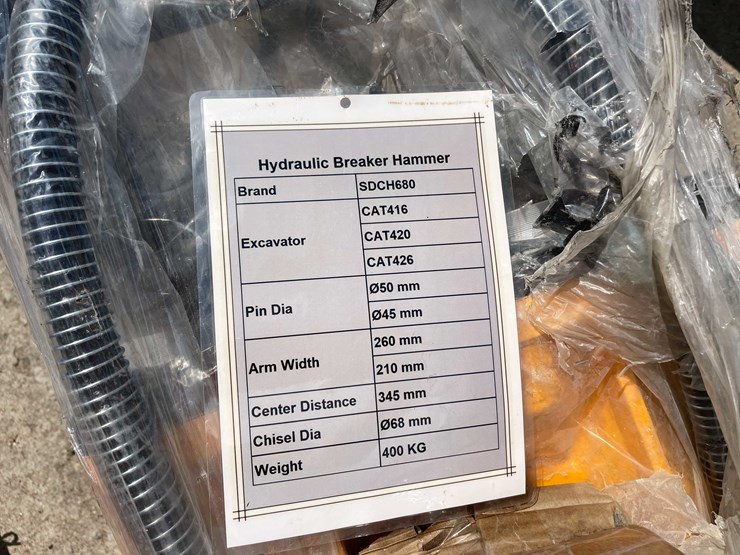 Hydraulic Breaker Hammer
Brand SDCH680
Excavator CAT416
CAT420
CAT426
Pin Dia Ø50 mm
Ø45 mm
Arm Width 260 mm
210 mm
Center Distance 345 mm
Chisel Dia Ø68 mm
Weight 400 KG